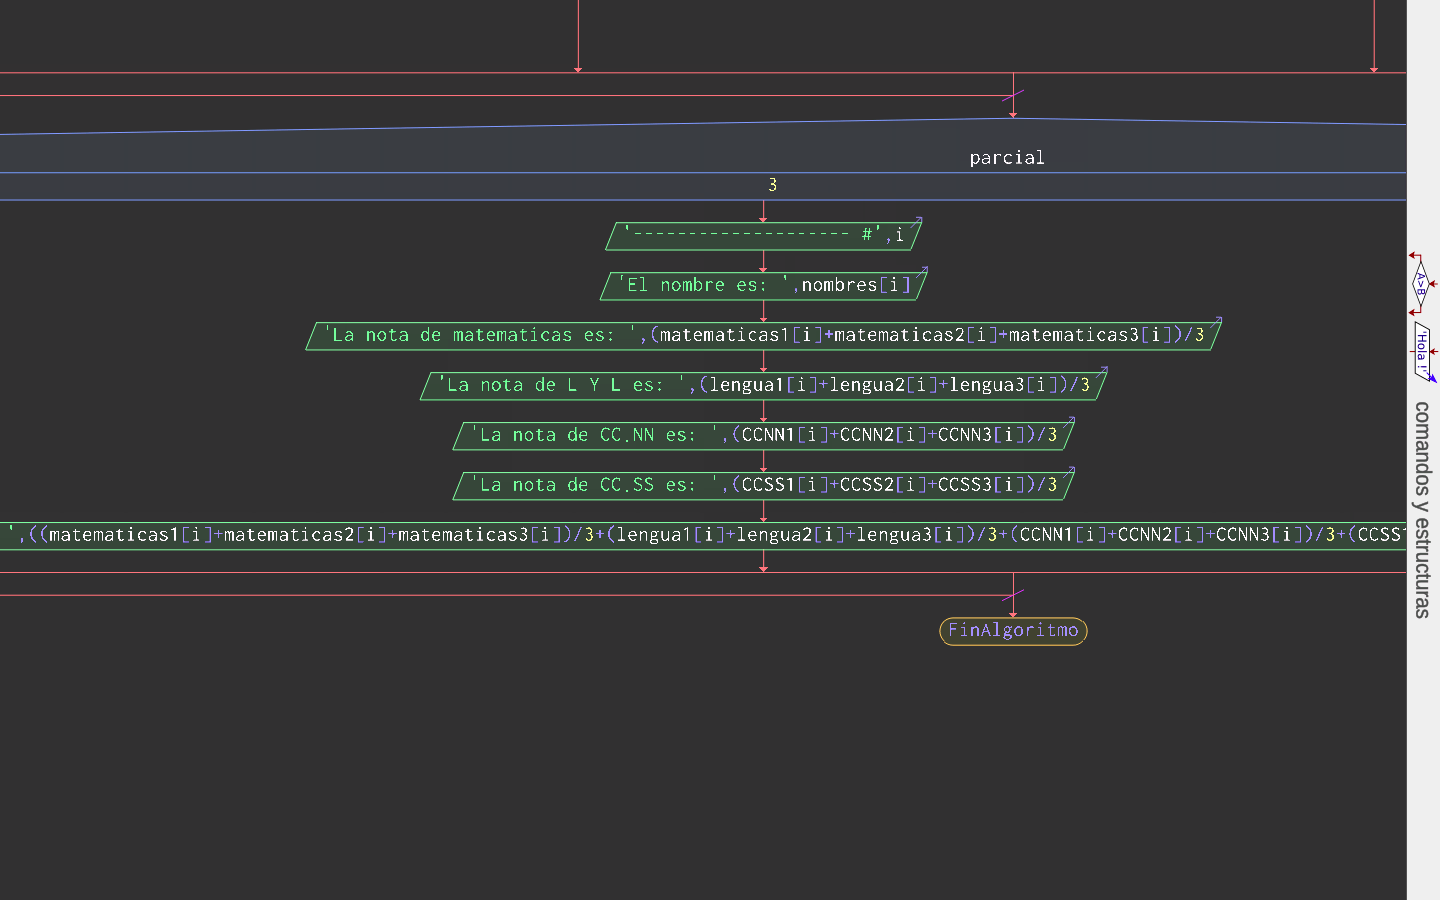 parcial
3
'-------------------- #',i
'El nombre es: ',nombres[i]
'La nota de matematicas es: ',(matematicas1[i]+matematicas2[i]+matematicas3[i])/3
'La nota de L Y L es: ',(lengua1[i]+lengua2[i]+lengua3[i])/3
'La nota de CC.NN es: ',(CCNN1[i]+CCNN2[i]+CCNN3[i])/3
'La nota de CC.SS es: ',(CCSS1[i]+CCSS2[i]+CCSS3[i])/3
',((matematicas1[i]+matematicas2[i]+matematicas3[i])/3+(lengua1[i]+lengua2[i]+lengua3[i])/3+(CCNN1[i]+CCNN2[i]+CCNN3[i])/3+(CCSS1
FinAlgoritmo
A>B
'Hola !'
comandos y estructuras